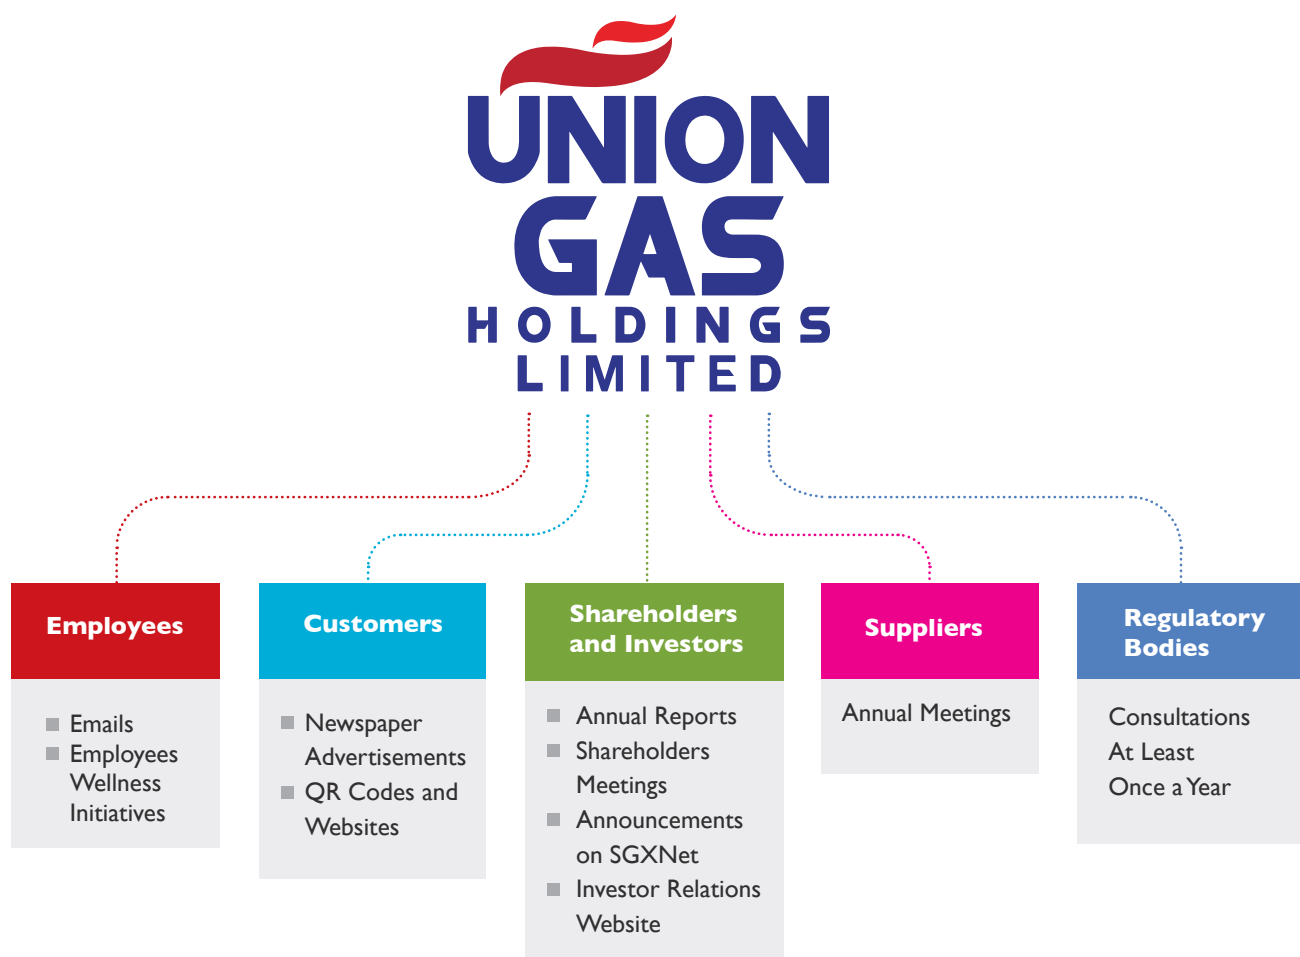 UNION
GAS
HOLDINGS
LIMITED
Employees
Emails
Employees
Wellness
Initiatives
Customers
Newspaper
Advertisements
QR Codes and
Websites
Shareholders
and Investors
Annual Reports
Shareholders
Meetings
Announcements
on SGXNet
Investor Relations
Website
Suppliers
Annual Meetings
Regulatory
Bodies
Consultations
At Least
Once a Year